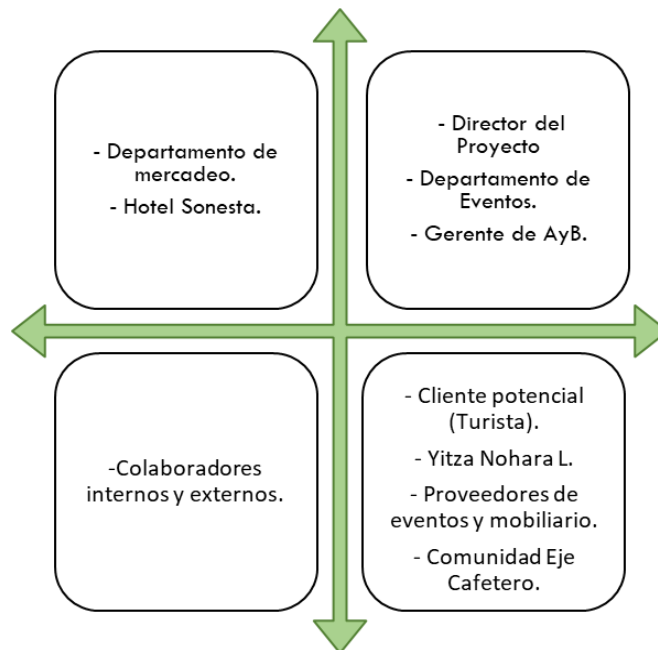 - Departamento de
mercadeo.
- Hotel Sonesta.
- Director del
Proyecto
- Departamento de
Eventos.
- Gerente de AyB.
-Colaboradores
internos y externos.
- Cliente potencial
(Turista).
- Yitza Nohara L.
- Proveedores de
eventos y mobiliario.
- Comunidad Eje
Cafetero.